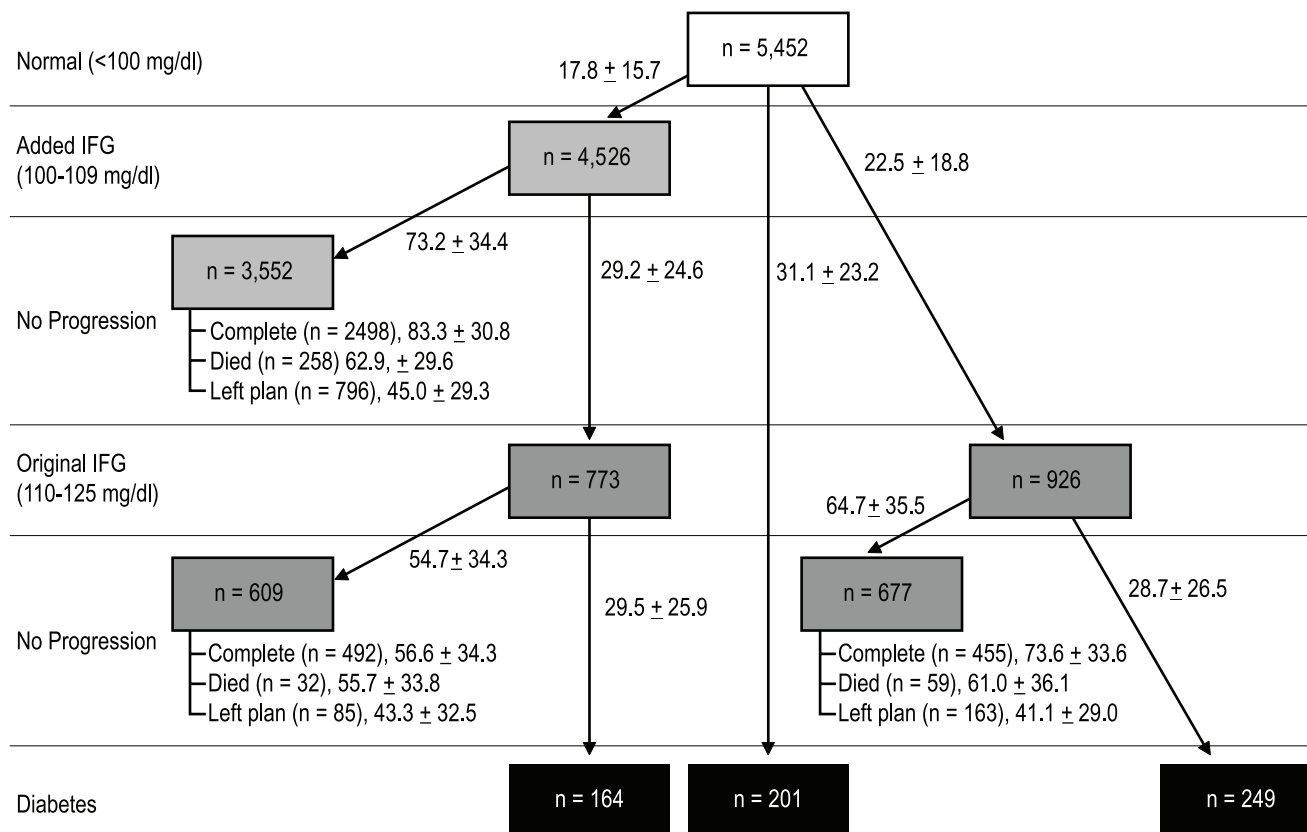 Normal (<100 mg/dl)
n = 5,452
17.8 ± 15.7
Added IFG
(100-109 mg/dl)
n = 4,526
22.5 ± 18.8
73.2 ± 34.4
n = 3,552
29.2 ± 24.6
31.1 ± 23.2
No Progression
Complete (n = 2498), 83.3 ± 30.8
Died (n = 258) 62.9, ± 29.6
Left plan (n = 796), 45.0 ± 29.3
Original IFG
(110-125 mg/dl)
n = 773
n = 926
64.7± 35.5
54.7± 34.3
n = 609
29.5 ± 25.9
n = 677
28.7± 26.5
No Progression
Complete (n = 492), 56.6 ± 34.3
Died (n = 32), 55.7 ± 33.8
Left plan (n = 85), 43.3 ± 32.5
Complete (n = 455), 73.6 ± 33.6
Died (n = 59), 61.0 ± 36.1
Left plan (n = 163), 41.1 ± 29.0
Diabetes
n = 164
n = 201
n = 249